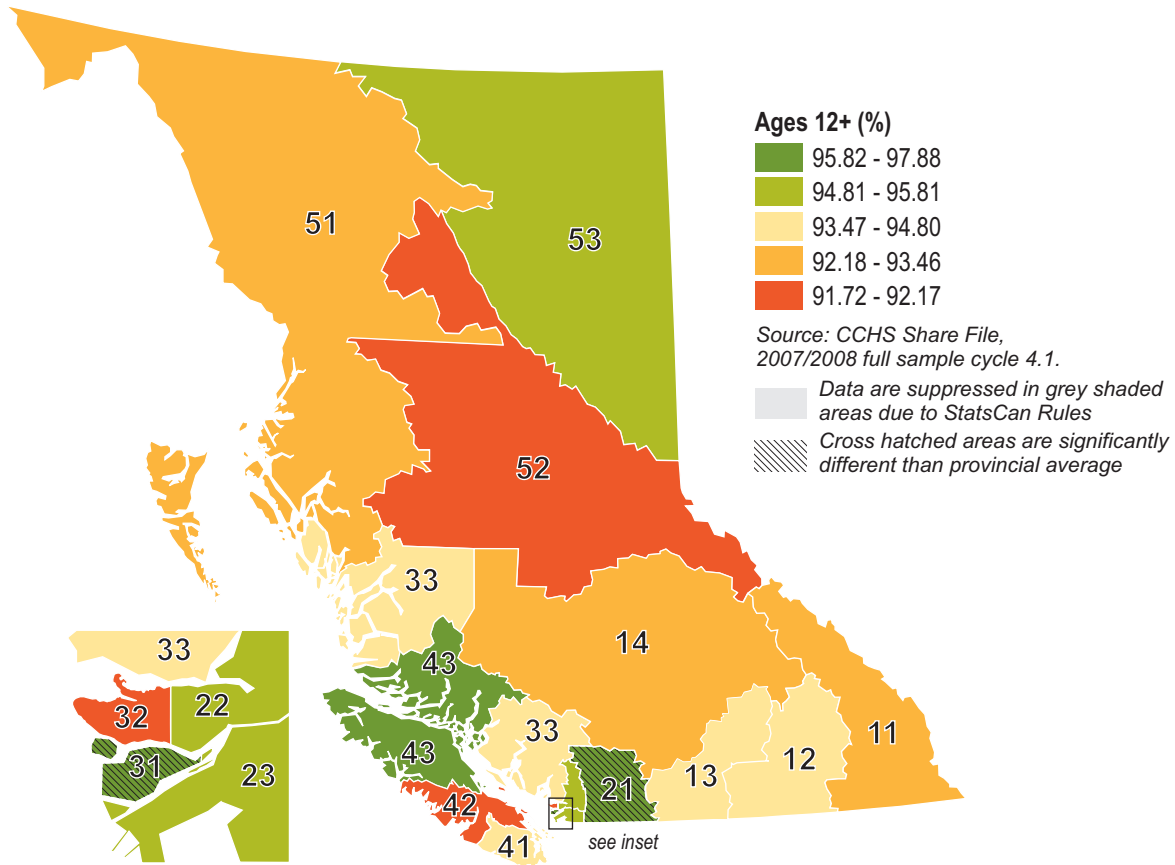 Ages 12+ (%)
95.82 - 97.88
94.81 - 95.81
93.47 - 94.80
92.18 - 93.46
91.72 - 92.17
Source: CCHS Share File,
2007/2008 full sample cycle 4.1.
Data are suppressed in grey shaded
areas due to StatsCan Rules
Cross hatched areas are significantly
different than provincial average
51
53
52
33
14
43
33
43
11
12
13
21
42
41
see inset
33
22
32
31
23